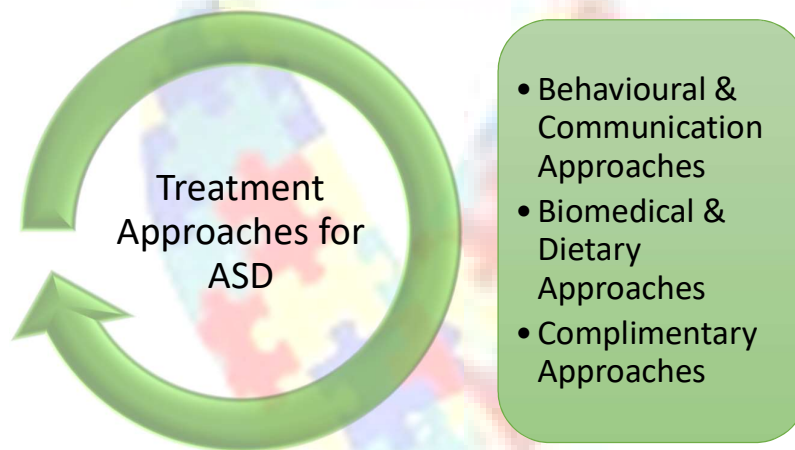 Treatment
Approaches for
ASD
• Behavioural &
Communication
Approaches
• Biomedical &
Dietary
Approaches
• Complimentary
Approaches